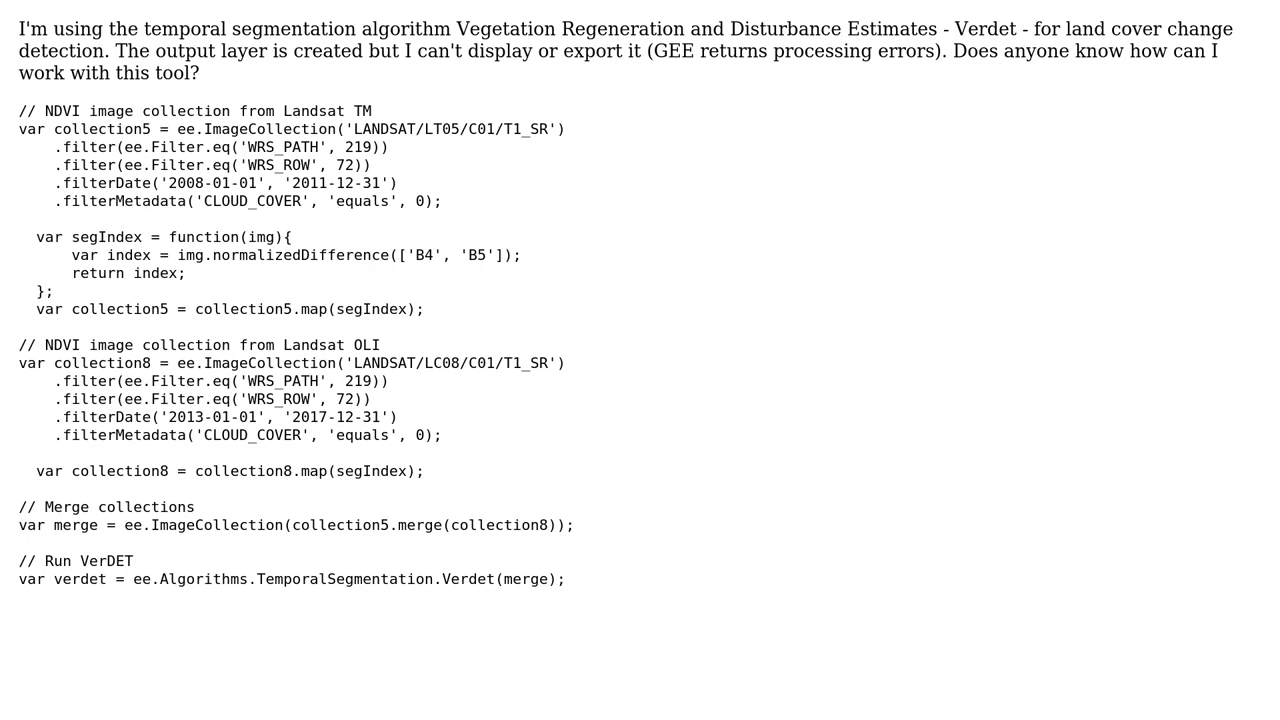 I'm using the temporal segmentation algorithm Vegetation Regeneration and Disturbance Estimates - Verdet - for land cover change
detection. The output layer is created but I can't display or export it (GEE returns processing errors). Does anyone know how can I
work with this tool?
// NDVI image collection from Landsat TM
var collection5 = ee.ImageCollection('LANDSAT/LT05/C01/T1_SR')
    .filter(ee.Filter.eq('WRS_PATH', 219))
    .filter(ee.Filter.eq('WRS_ROW', 72))
    .filterDate('2008-01-01', '2011-12-31')
    .filterMetadata('CLOUD_COVER', 'equals', 0);
  var segIndex = function(img){
      var index = img.normalizedDifference(['B4', 'B5']);
      return index;
  };
  var collection5 = collection5.map(segIndex);
// NDVI image collection from Landsat OLI
var collection8 = ee.ImageCollection('LANDSAT/LC08/C01/T1_SR')
    .filter(ee.Filter.eq('WRS_PATH', 219))
    .filter(ee.Filter.eq('WRS_ROW', 72))
    .filterDate('2013-01-01', '2017-12-31')
    .filterMetadata('CLOUD_COVER', 'equals', 0);
  var collection8 = collection8.map(segIndex);
// Merge collections
var merge = ee.ImageCollection(collection5.merge(collection8));
// Run VerDET
var verdet = ee.Algorithms.TemporalSegmentation.Verdet(merge);